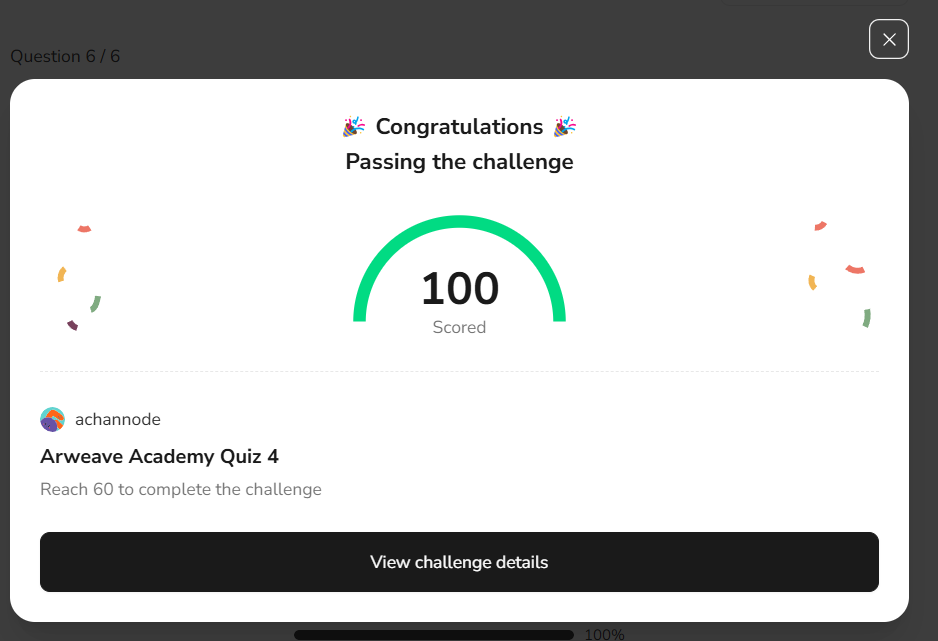 Question 6 / 6
🎉 Congratulations 🎉
Passing the challenge
100
Scored
achannode
Arweave Academy Quiz 4
Reach 60 to complete the challenge
View challenge details
100%